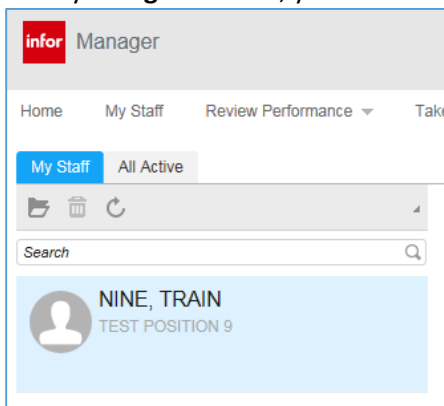 infor Manager
Home My Staff Review Performance
My Staff All Active
Search
NINE, TRAIN
TEST POSITION 9